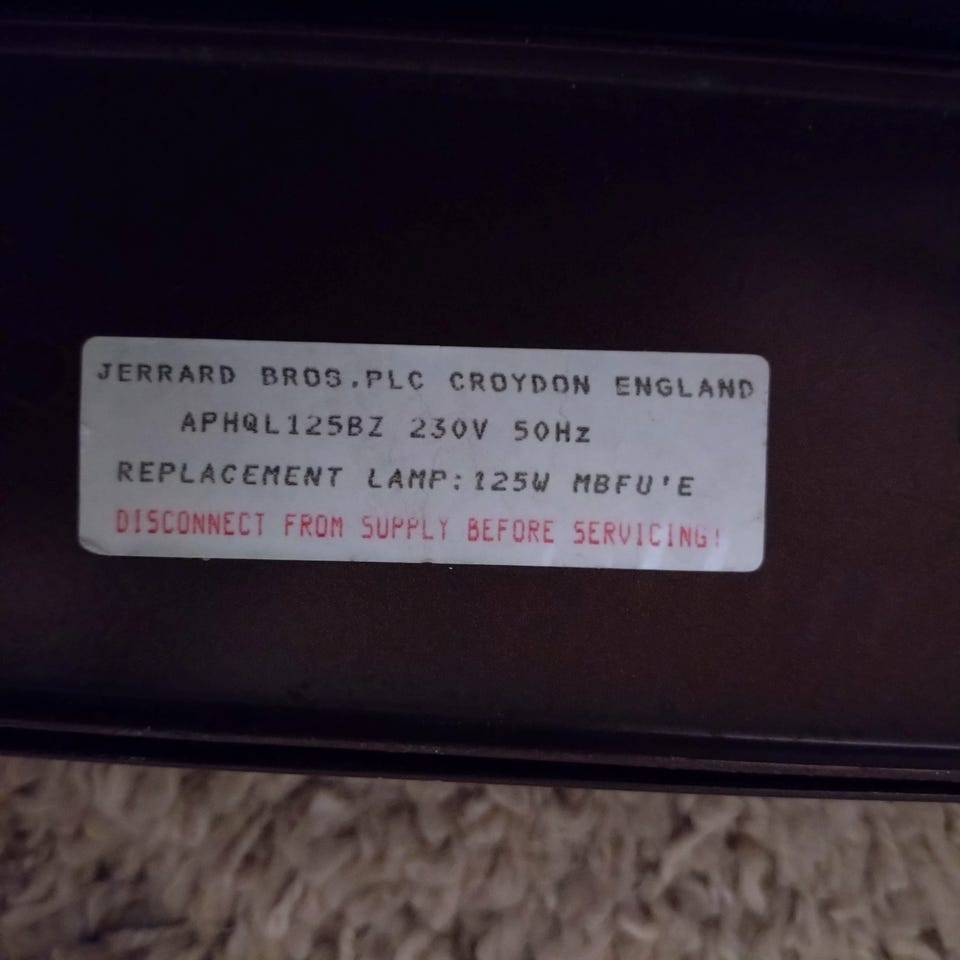 JERRARD BROS.PLC CROYDON ENGLAND
APHQL125BZ 230V 50Hz
REPLACEMENT LAMP:125W MBFU'E
DISCONNECT FROM SUPPLY BEFORE SERVICING!